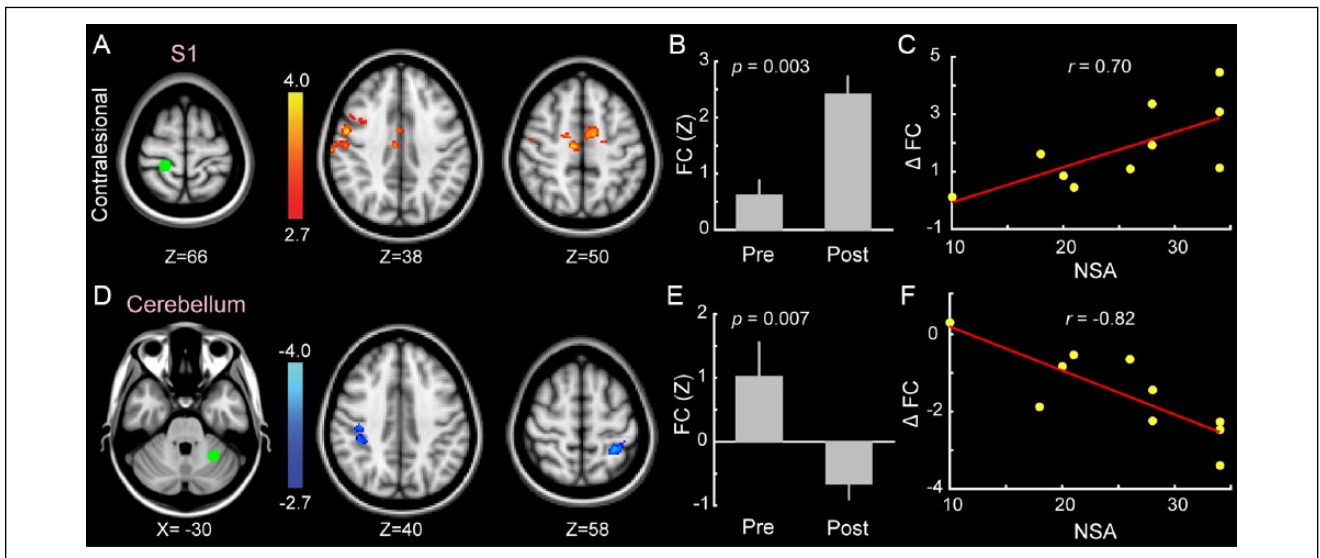 A
S1
Contralesional
Z=66
4.0
2.7
Z=38
Z=50
B
p = 0.003
FC (Z)
3
2
1
0
Pre
Post
C
r = 0.70
Δ FC
5
3
1
-1
10
20
30
NSA
D
Cerebellum
X= -30
-4.0
-2.7
Z=40
Z=58
E
p = 0.007
FC (Z)
2
1
0
-1
Pre
Post
F
r = -0.82
Δ FC
0
-2
-4
10
20
30
NSA